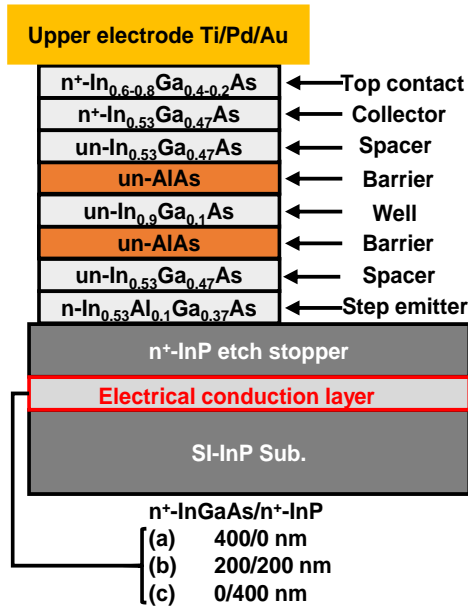 Upper electrode Ti/Pd/Au
n⁺-In₀.₆₋₀.₈Ga₀.₄₋₀.₂As Top contact
n⁺-In₀.₅₃Ga₀.₄₇As Collector
un-In₀.₅₃Ga₀.₄₇As Spacer
un-AlAs Barrier
un-In₀.₉Ga₀.₁As Well
un-AlAs Barrier
un-In₀.₅₃Ga₀.₄₇As Spacer
n-In₀.₅₃Al₀.₁Ga₀.₃₇As Step emitter
n⁺-InP etch stopper
Electrical conduction layer
SI-InP Sub.
n⁺-InGaAs/n⁺-InP
(a) 400/0 nm
(b) 200/200 nm
(c) 0/400 nm